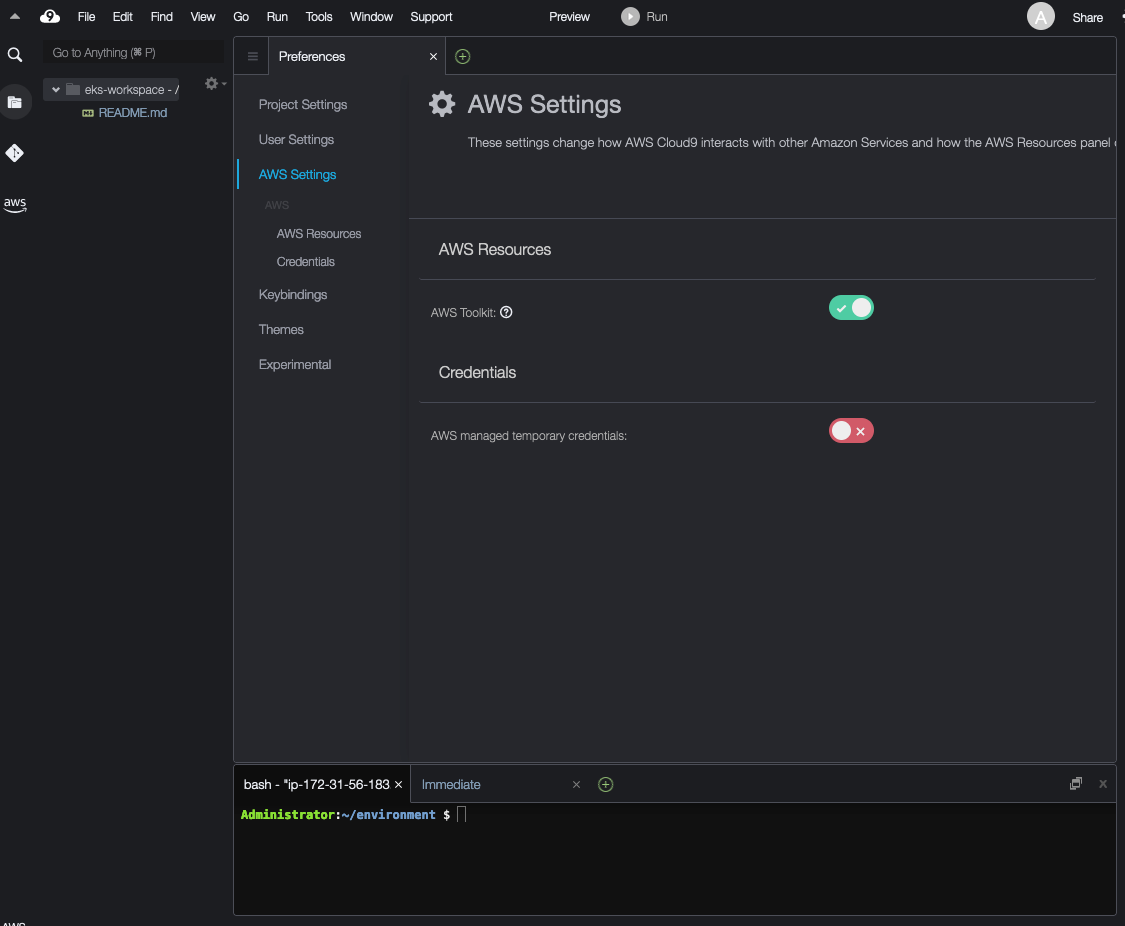 9 File Edit Find View Go Run Tools Window Support Preview Run A Share
Go to Anything (⌘ P)
eks-workspace - /
README.md
aws
Preferences
Project Settings
User Settings
AWS Settings
AWS
AWS Resources
Credentials
Keybindings
Themes
Experimental
AWS Settings
These settings change how AWS Cloud9 interacts with other Amazon Services and how the AWS Resources panel
AWS Resources
AWS Toolkit:
Credentials
AWS managed temporary credentials:
bash - "ip-172-31-56-183 Immediate
Administrator:~/environment $
AWS